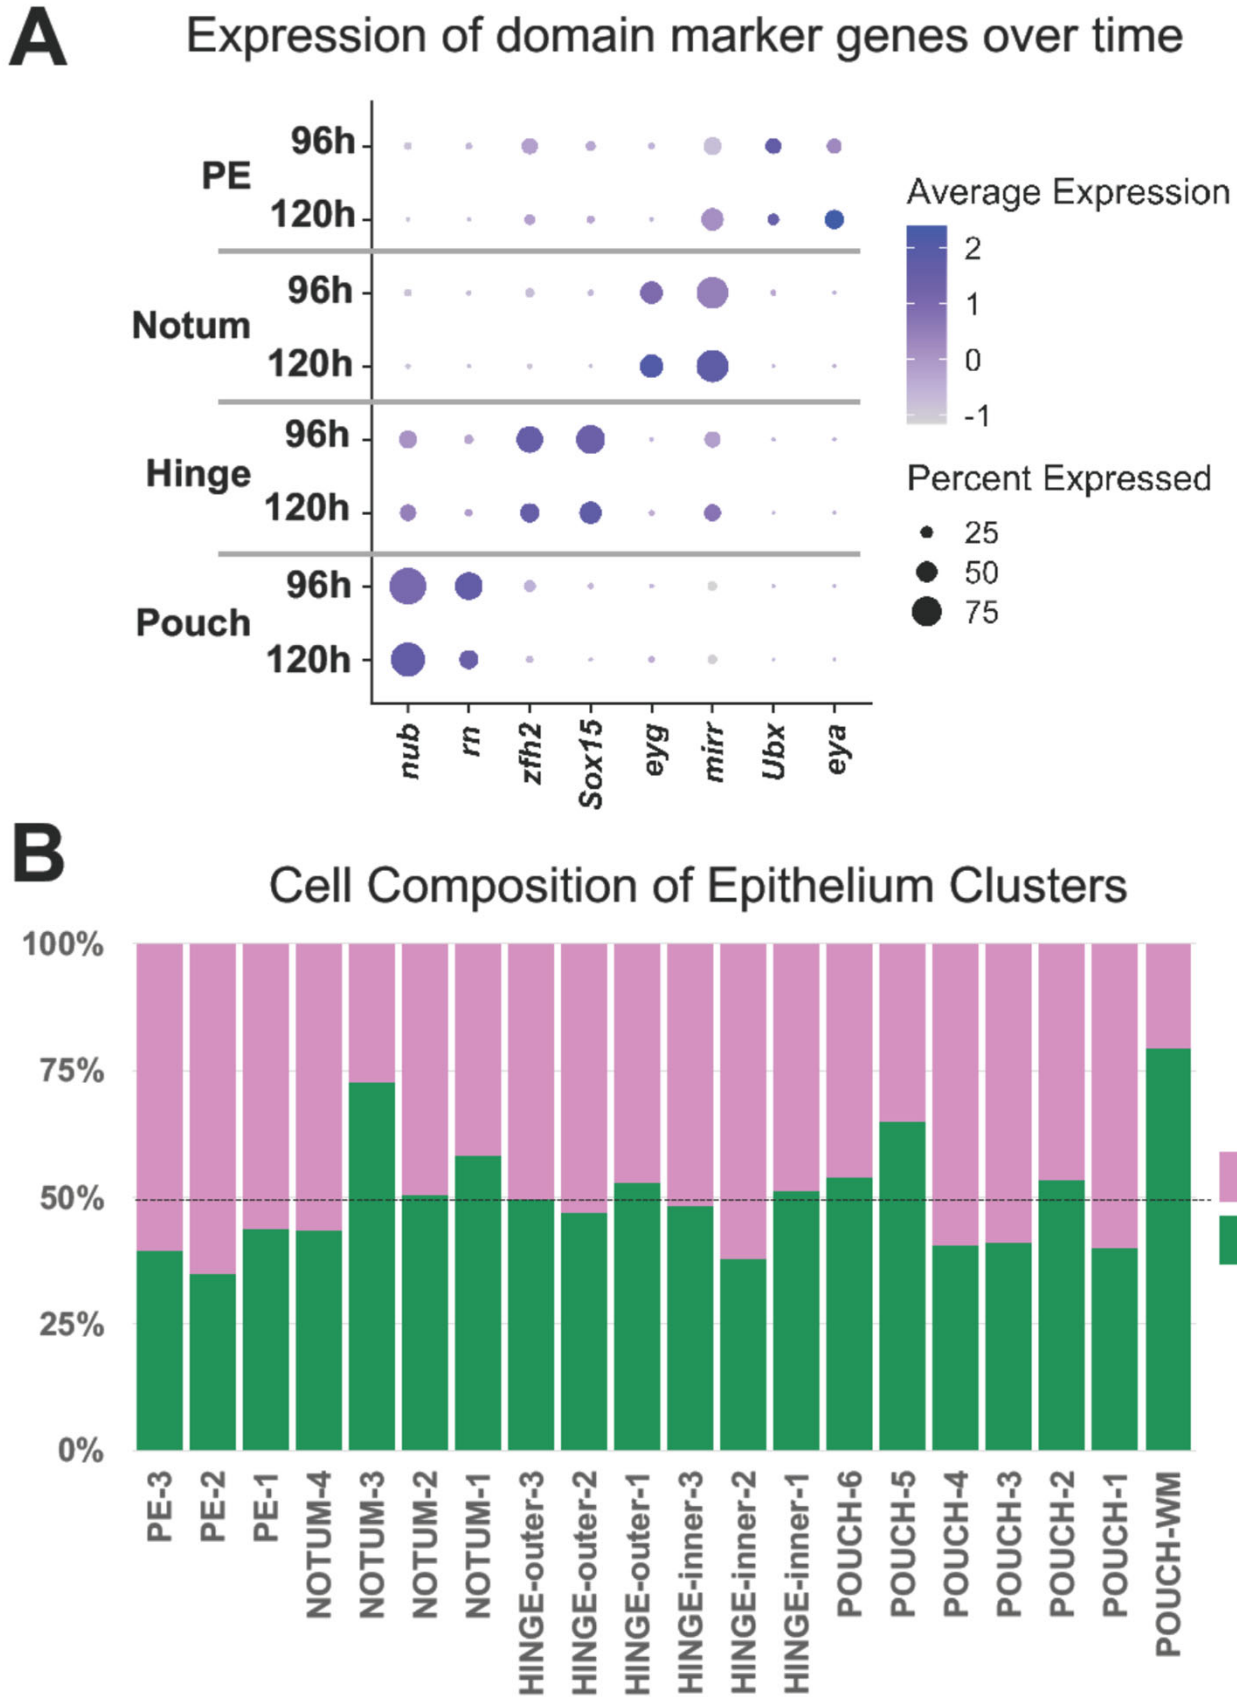 A
Expression of domain marker genes over time
PE
96h
120h
Notum
96h
120h
Hinge
96h
120h
Pouch
96h
120h
nub
rn
zfh2
Sox15
eyg
mirr
Ubx
eya
Average Expression
2
1
0
-1
Percent Expressed
25
50
75
B
Cell Composition of Epithelium Clusters
100%
75%
50%
25%
0%
PE-3
PE-2
PE-1
NOTUM-4
NOTUM-3
NOTUM-2
NOTUM-1
HINGE-outer-3
HINGE-outer-2
HINGE-outer-1
HINGE-inner-3
HINGE-inner-2
HINGE-inner-1
POUCH-6
POUCH-5
POUCH-4
POUCH-3
POUCH-2
POUCH-1
POUCH-WM